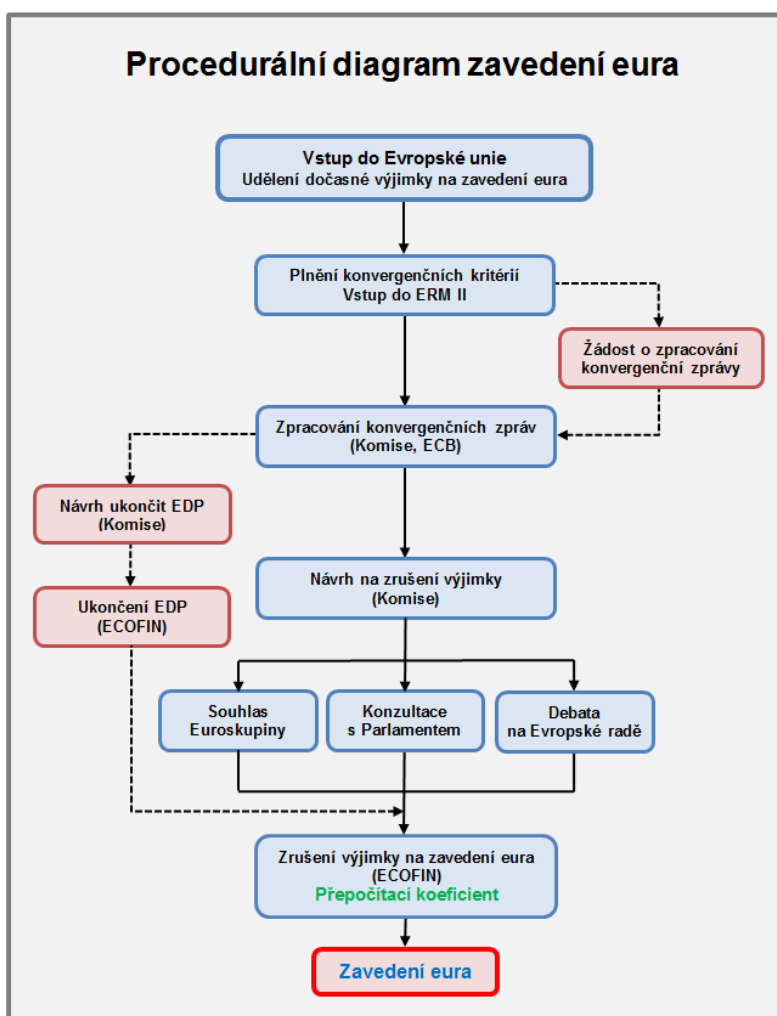 Procedurální diagram zavedení eura
Vstup do Evropské unie
Udělení dočasné výjimky na zavedení eura
Plnění konvergenčních kritérií
Vstup do ERM II
Žádost o zpracování
konvergenční zprávy
Zpracování konvergenčních zpráv
(Komise, ECB)
Návrh ukončit EDP
(Komise)
Návrh na zrušení výjimky
(Komise)
Ukončení EDP
(ECOFIN)
Souhlas
Euroskupiny
Konzultace
s Parlamentem
Debata
na Evropské radě
Zrušení výjimky na zavedení eura
(ECOFIN)
Přepočítací koeficient
Zavedení eura